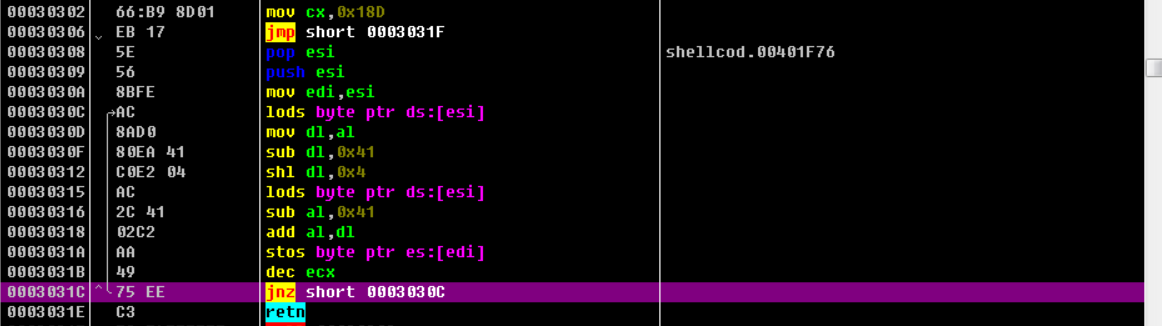 00030302 66:B9 8D01 mov cx,0x18D
00030306 EB 17 jmp short 0003031F
00030308 5E pop esi shellcod.00401F76
00030309 56 push esi
0003030A 8BFE mov edi,esi
0003030C AC lods byte ptr ds:[esi]
0003030D 8AD0 mov dl,al
0003030F 80EA 41 sub dl,0x41
00030312 C0E2 04 shl dl,0x4
00030315 AC lods byte ptr ds:[esi]
00030316 2C 41 sub al,0x41
00030318 02C2 add al,dl
0003031A AA stos byte ptr es:[edi]
0003031B 49 dec ecx
0003031C 75 EE jnz short 0003030C
0003031E C3 retn